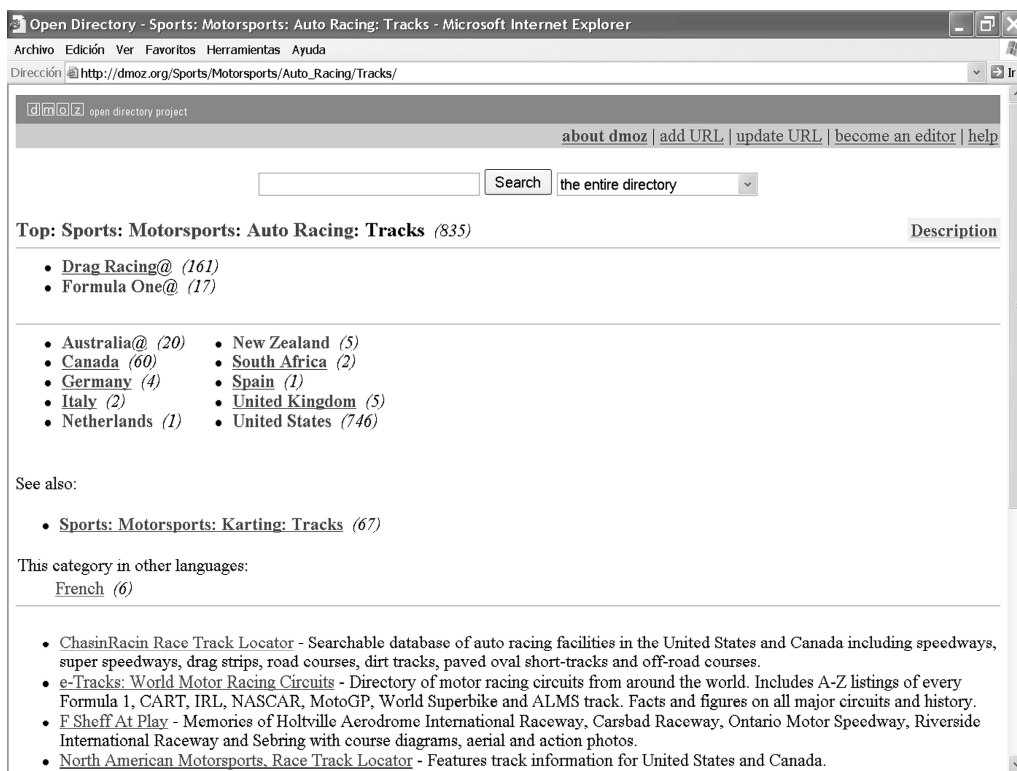 Open Directory - Sports: Motorsports: Auto Racing: Tracks - Microsoft Internet Explorer
Archivo Edición Ver Favoritos Herramientas Ayuda
Dirección http://dmoz.org/Sports/Motorsports/Auto_Racing/Tracks/ Ir
dmoz open directory project
about dmoz | add URL | update URL | become an editor | help
Search the entire directory
Top: Sports: Motorsports: Auto Racing: Tracks (835) Description
• Drag Racing@ (161)
• Formula One@ (17)
• Australia@ (20)
• Canada (60)
• Germany (4)
• Italy (2)
• Netherlands (1)
• New Zealand (5)
• South Africa (2)
• Spain (1)
• United Kingdom (5)
• United States (746)
See also:
• Sports: Motorsports: Karting: Tracks (67)
This category in other languages:
French (6)
• ChasinRacin Race Track Locator - Searchable database of auto racing facilities in the United States and Canada including speedways,
super speedways, drag strips, road courses, dirt tracks, paved oval short-tracks and off-road courses.
• e-Tracks: World Motor Racing Circuits - Directory of motor racing circuits from around the world. Includes A-Z listings of every
Formula 1, CART, IRL, NASCAR, MotoGP, World Superbike and ALMS track. Facts and figures on all major circuits and history.
• F Sheff At Play - Memories of Holtville Aerodrome International Raceway, Carsbad Raceway, Ontario Motor Speedway, Riverside
International Raceway and Sebring with course diagrams, aerial and action photos.
• North American Motorsports, Race Track Locator - Features track information for United States and Canada.